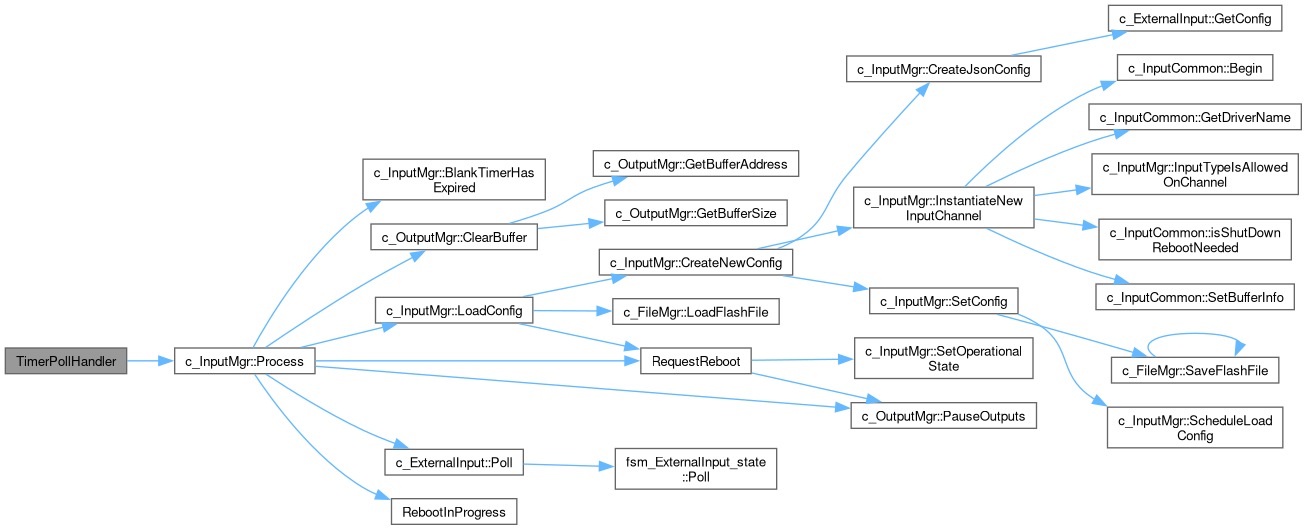 TimerPollHandler
c_InputMgr::Process
c_InputMgr::BlankTimerHas
Expired
c_OutputMgr::ClearBuffer
c_OutputMgr::GetBufferAddress
c_OutputMgr::GetBufferSize
c_InputMgr::LoadConfig
c_InputMgr::CreateNewConfig
c_InputMgr::CreateJsonConfig
c_ExternalInput::GetConfig
c_InputMgr::InstantiateNew
InputChannel
c_InputCommon::Begin
c_InputCommon::GetDriverName
c_InputMgr::InputTypeIsAllowed
OnChannel
c_InputCommon::isShutDown
RebootNeeded
c_InputCommon::SetBufferInfo
c_InputMgr::SetConfig
c_FileMgr::SaveFlashFile
c_InputMgr::ScheduleLoad
Config
c_FileMgr::LoadFlashFile
RequestReboot
c_InputMgr::SetOperational
State
c_OutputMgr::PauseOutputs
c_ExternalInput::Poll
fsm_ExternalInput_state
::Poll
RebootInProgress